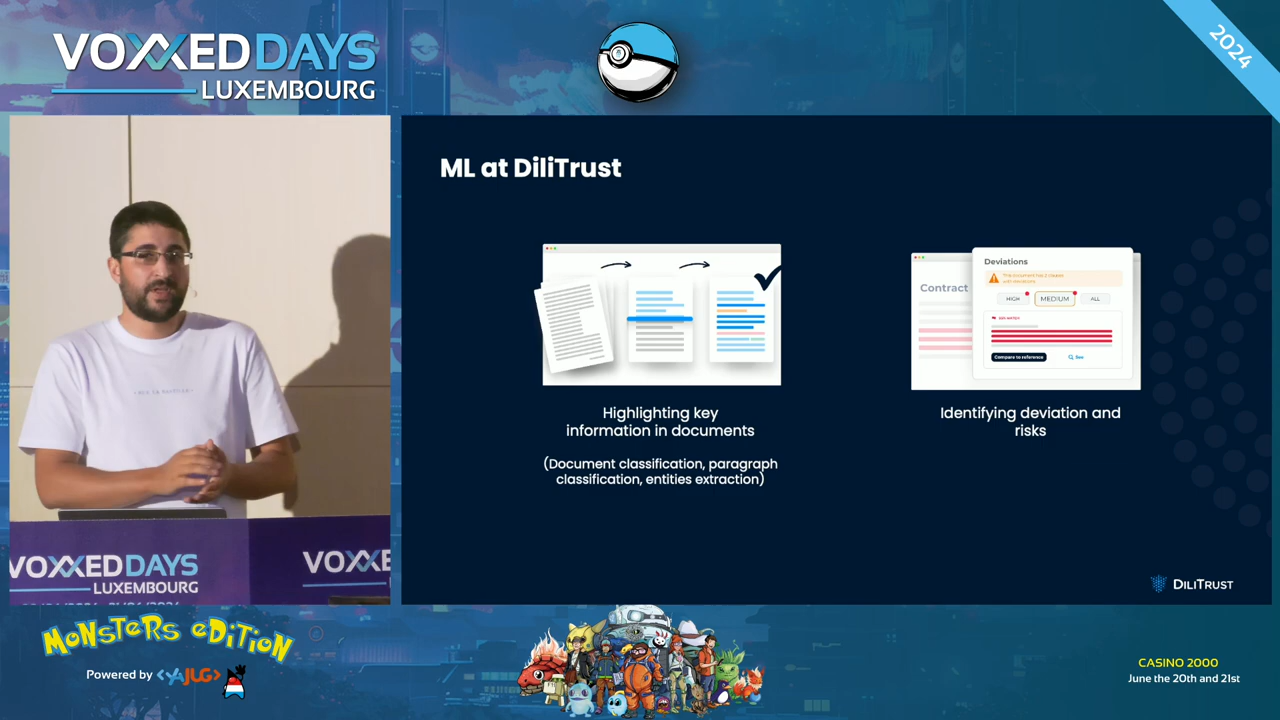 VOXXEDDAYS
LUXEMBOURG
2024
ML at DiliTrust
Highlighting key
information in documents
(Document classification, paragraph
classification, entities extraction)
Contract
Deviations
HIGH
MEDIUM
ALL
Compare to reference
See
Identifying deviation and
risks
DILITRUST
VOXXEDDAYS
LUXEMBOURG
VOXXE
MONSTERS EDITION
Powered by <YAJUG>
CASINO 2000
June the 20th and 21st